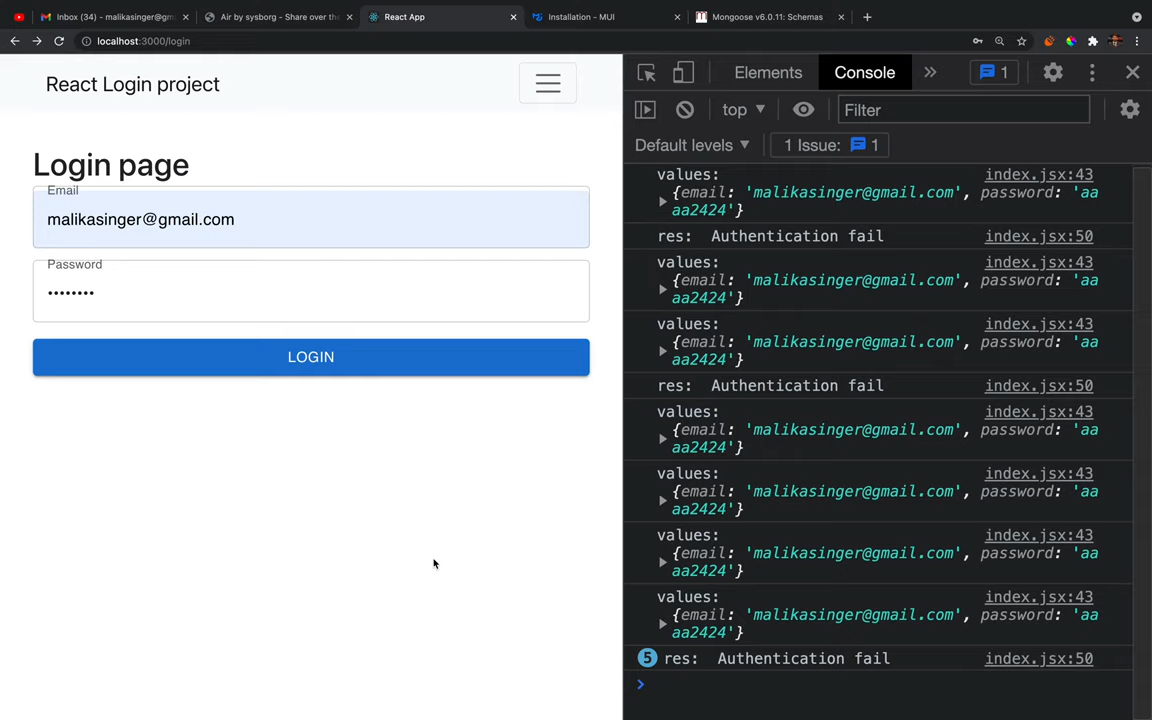 Inbox (34) - malikasinger@gm
Air by sysborg - Share over the
React App
Installation - MUI
Mongoose v6.0.11: Schemas
localhost:3000/login
React Login project
Login page
Email
malikasinger@gmail.com
Password
••••••••
LOGIN
Elements
Console
1
top
Filter
Default levels
1 Issue:
1
values: index.jsx:43
{email: 'malikasinger@gmail.com', password: 'aa
aa2424'}
res: Authentication fail index.jsx:50
values: index.jsx:43
{email: 'malikasinger@gmail.com', password: 'aa
aa2424'}
values: index.jsx:43
{email: 'malikasinger@gmail.com', password: 'aa
aa2424'}
res: Authentication fail index.jsx:50
values: index.jsx:43
{email: 'malikasinger@gmail.com', password: 'aa
aa2424'}
values: index.jsx:43
{email: 'malikasinger@gmail.com', password: 'aa
aa2424'}
values: index.jsx:43
{email: 'malikasinger@gmail.com', password: 'aa
aa2424'}
values: index.jsx:43
{email: 'malikasinger@gmail.com', password: 'aa
aa2424'}
5 res: Authentication fail index.jsx:50